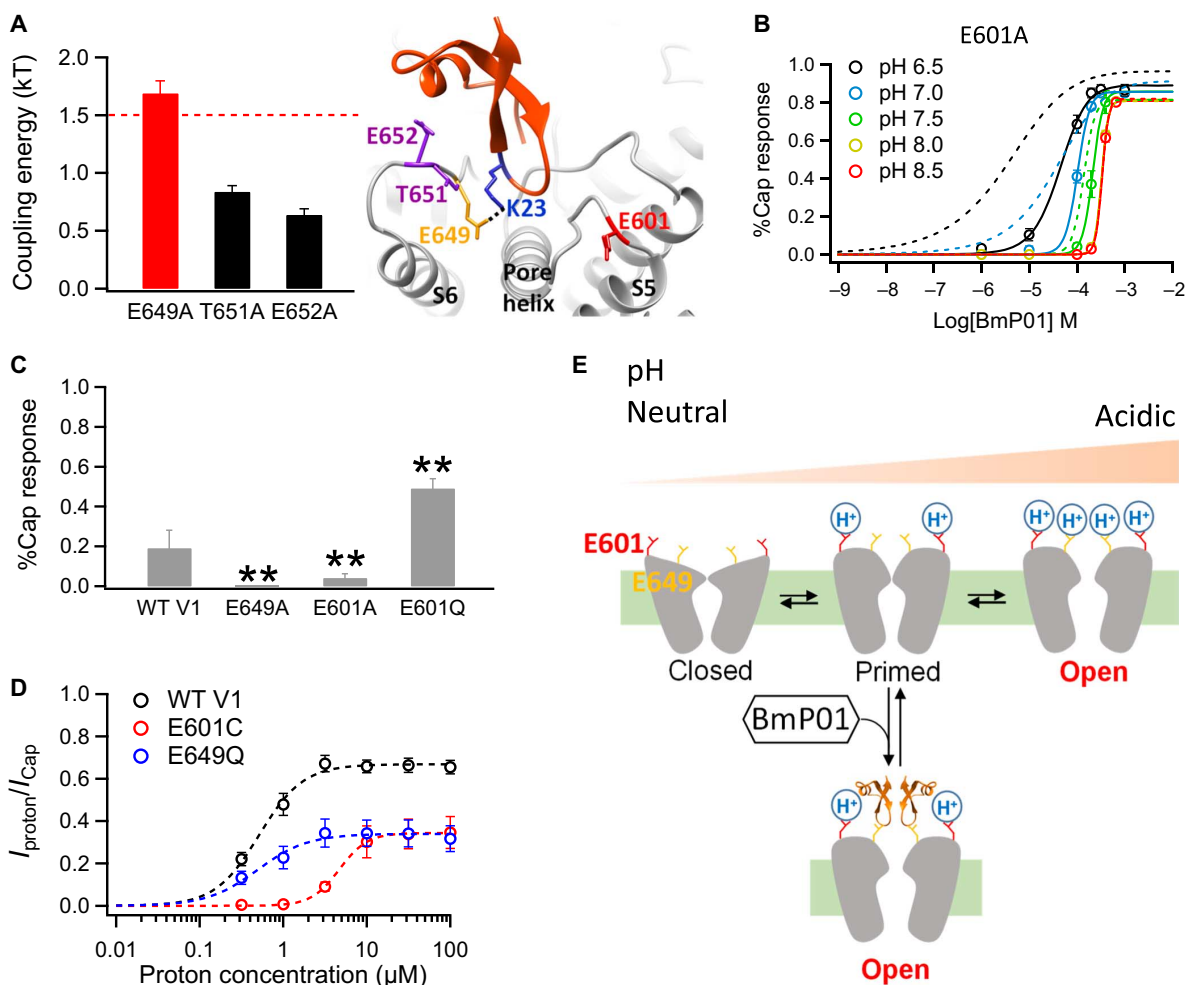 A
Coupling energy (kT)
2.0
1.5
1.0
0.5
0.0
E649A T651A E652A
E652
T651
K23
E649
E601
Pore
helix
S6
S5
B
E601A
%Cap response
1.0
0.8
0.6
0.4
0.2
0.0
pH 6.5
pH 7.0
pH 7.5
pH 8.0
pH 8.5
–9 –8 –7 –6 –5 –4 –3 –2
Log[BmP01] M
C
%Cap response
1.0
0.8
0.6
0.4
0.2
0.0
** ** **
WT V1 E649A E601A E601Q
D
Iproton/ICap
1.0
0.8
0.6
0.4
0.2
0.0
WT V1
E601C
E649Q
0.01 0.1 1 10 100
Proton concentration (µM)
E
pH
Neutral
Acidic
H+ H+ H+ H+ H+ H+
E601
E649
Closed
Primed
Open
BmP01
H+ H+
Open